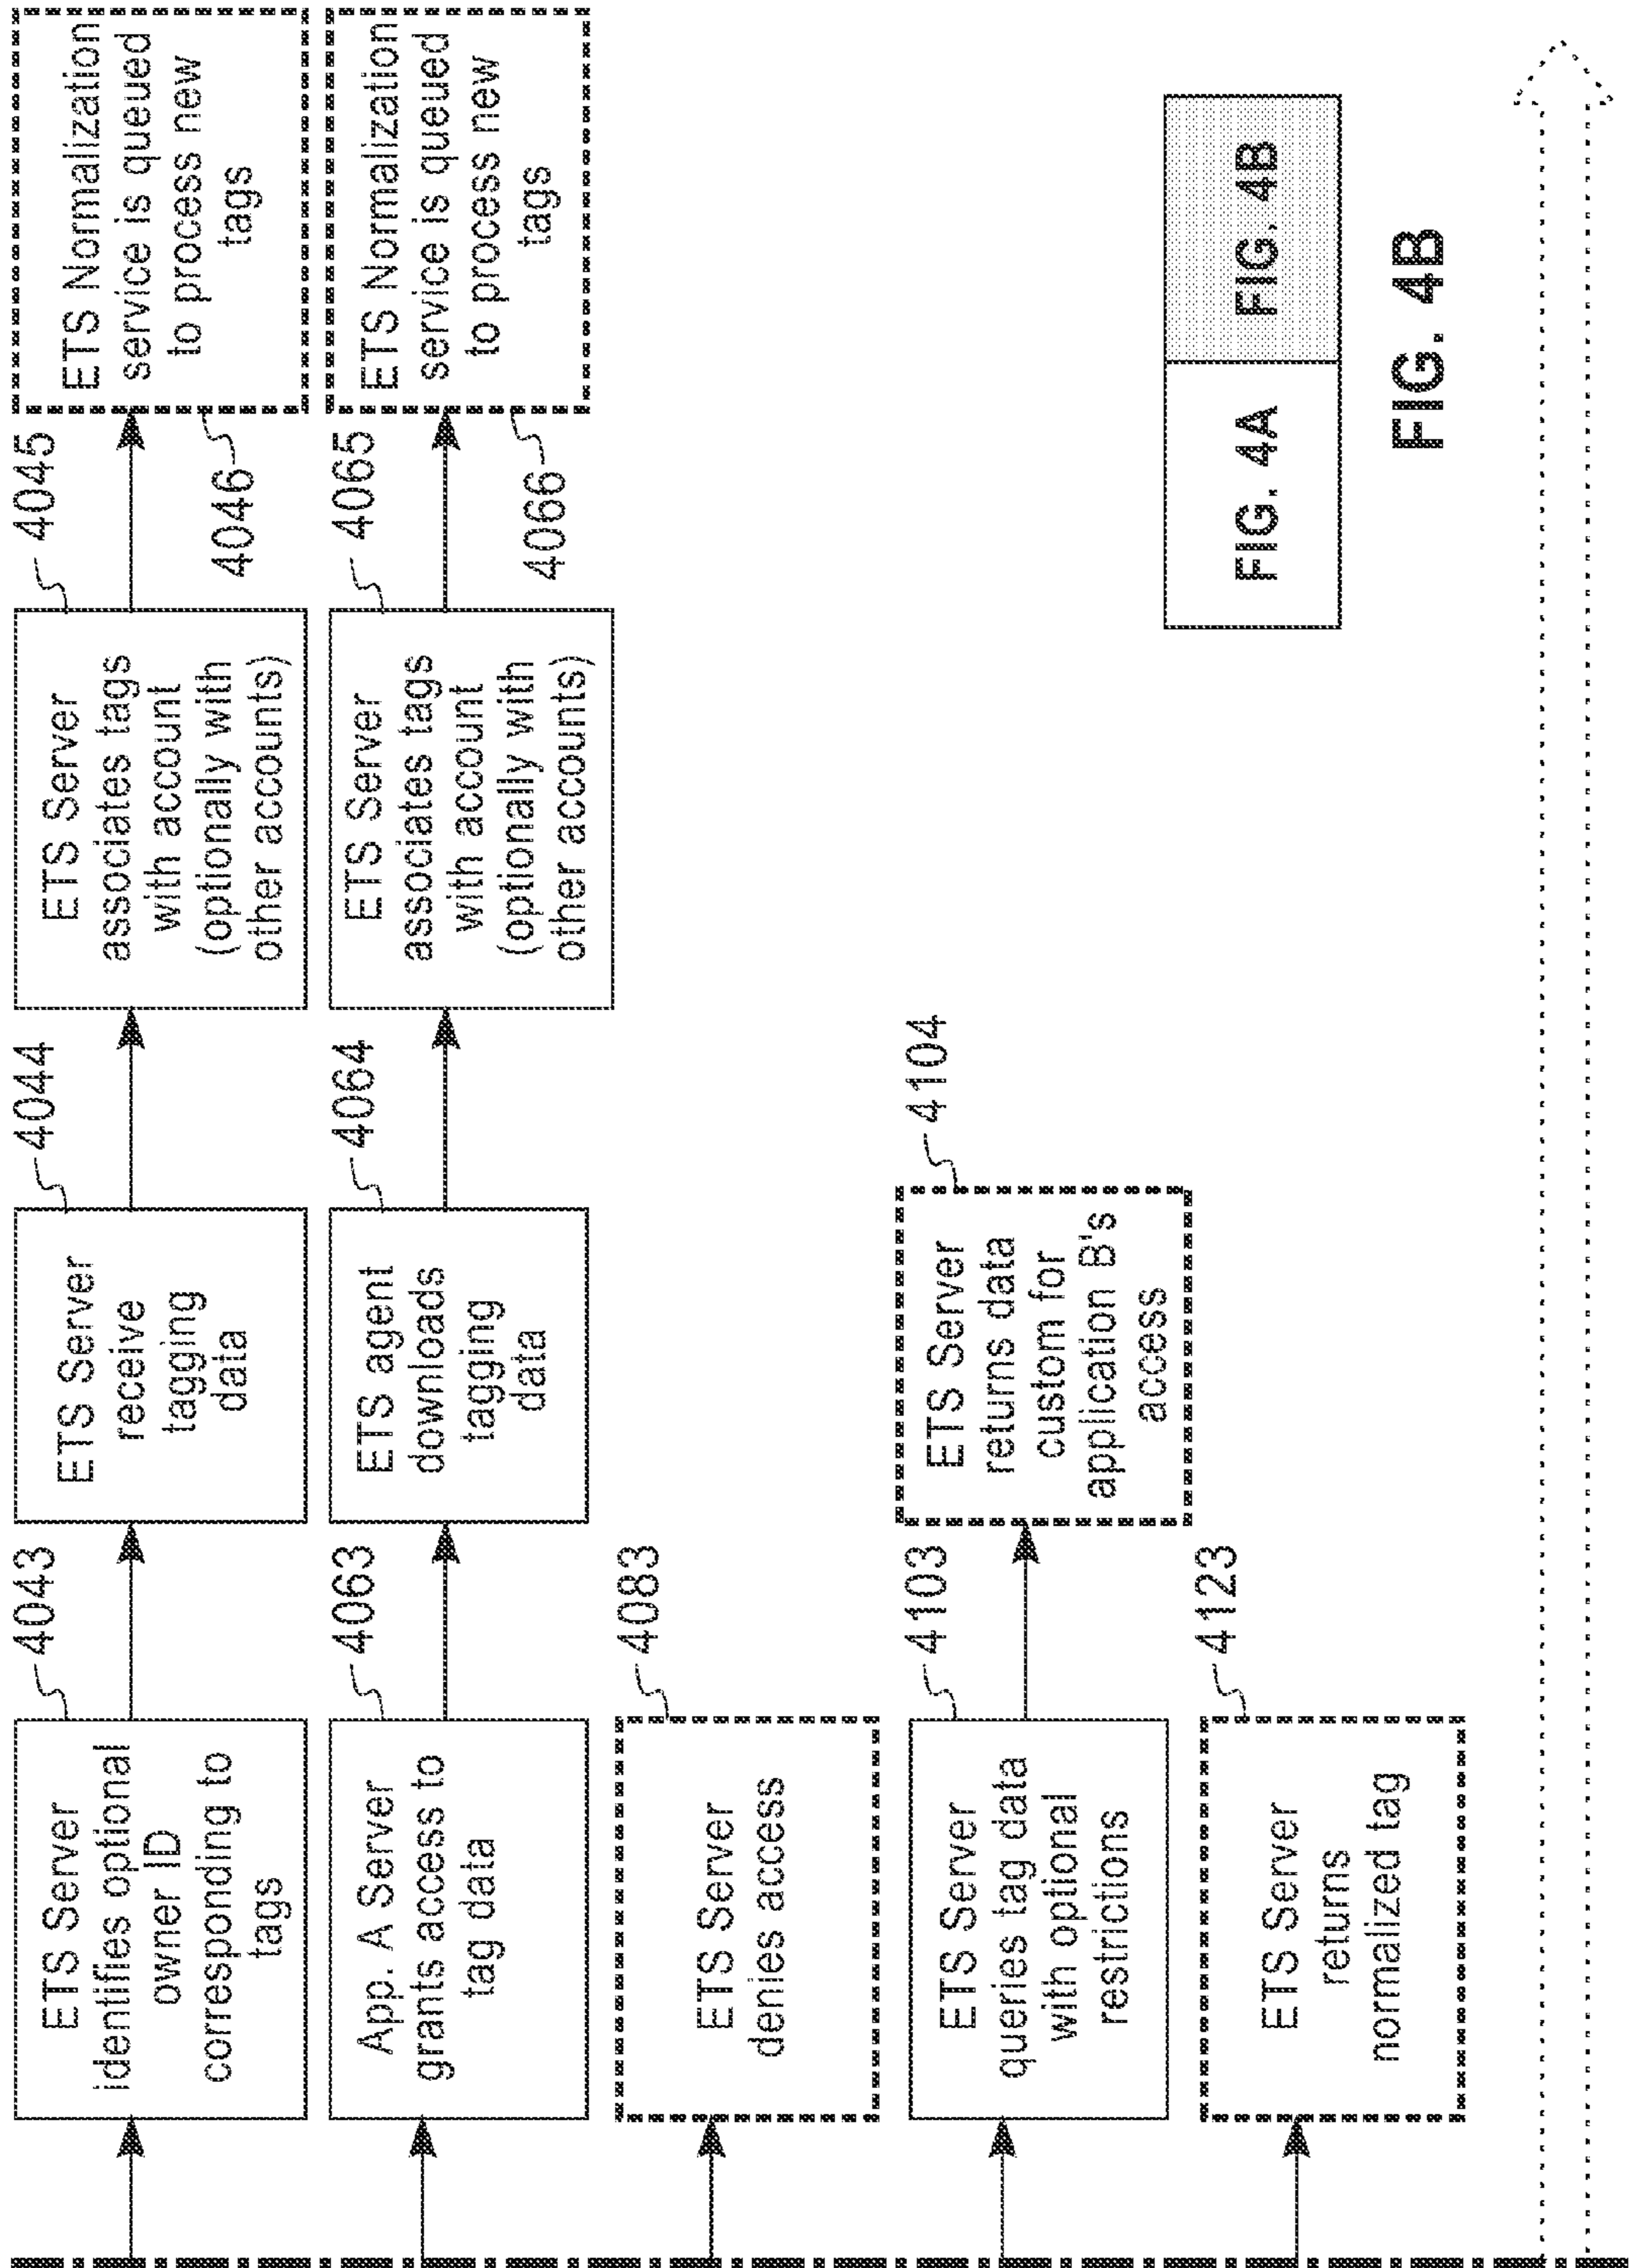 4043
ETS Server
identifies optional
owner ID
corresponding to
tags
4044
ETS Server
receive
tagging
data
4045
ETS Server
associates tags
with account
(optionally with
other accounts)
4046
ETS Normalization
service is queued
to process new
tags
4063
App. A Server
grants access to
tag data
4064
ETS agent
downloads
tagging
data
4065
ETS Server
associates tags
with account
(optionally with
other accounts)
4066
ETS Normalization
service is queued
to process new
tags
4083
ETS Server
denies access
4103
ETS Server
queries tag data
with optional
restrictions
4104
ETS Server
returns data
custom for
application B's
access
4123
ETS Server
returns
normalized tag
FIG. 4A
FIG. 4B
FIG. 4B